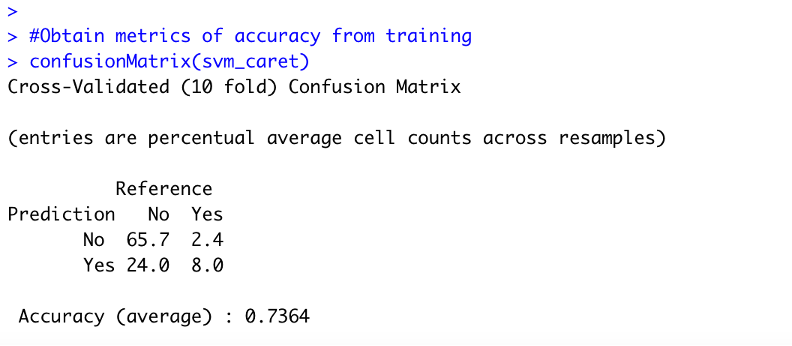 >
> #Obtain metrics of accuracy from training
> confusionMatrix(svm_caret)
Cross-Validated (10 fold) Confusion Matrix
(entries are percentual average cell counts across resamples)
Reference
Prediction No Yes
No 65.7 2.4
Yes 24.0 8.0
Accuracy (average) : 0.7364